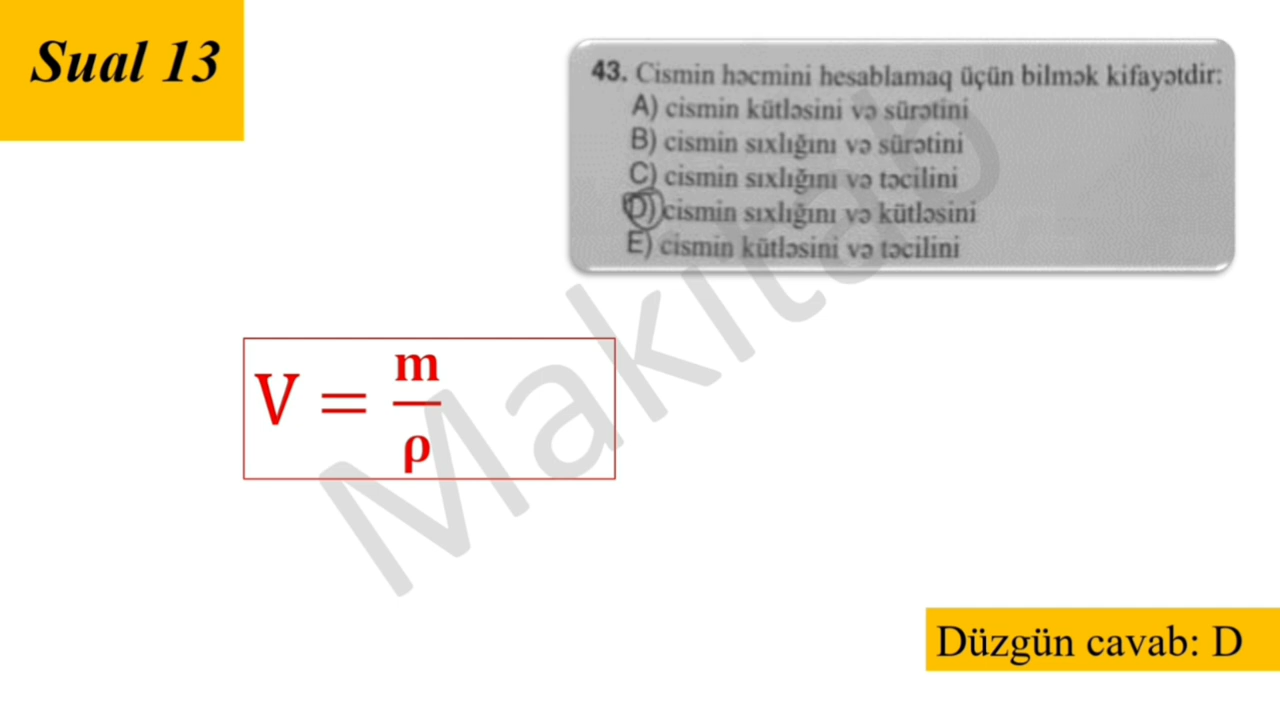 Sual 13
43. Cismin həcmini hesablamaq üçün bilmək kifayətdir:
A) cismin kütləsini və sürətini
B) cismin sıxlığını və sürətini
C) cismin sıxlığını və təcilini
D) cismin sıxlığını və kütləsini
E) cismin kütləsini və təcilini
V = m/ρ
Makitab
Düzgün cavab: D